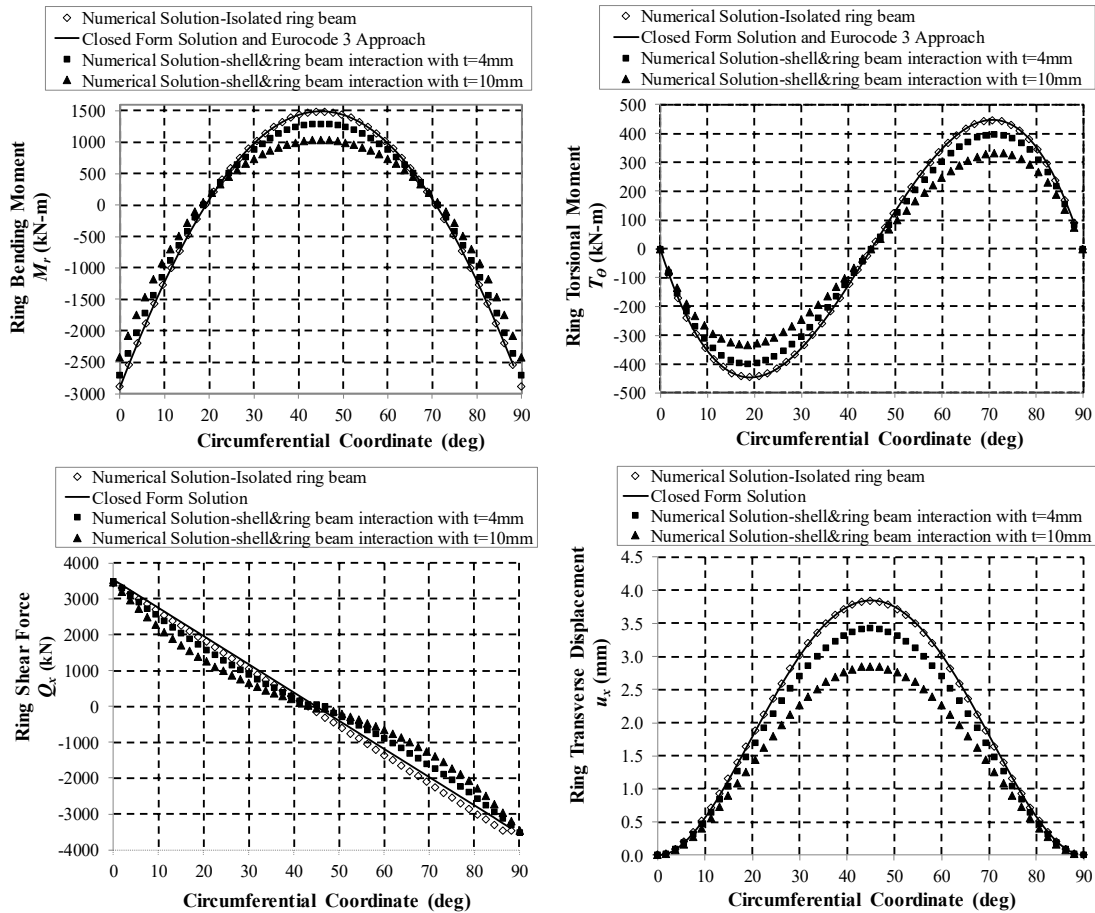 Numerical Solution-Isolated ring beam
Closed Form Solution and Eurocode 3 Approach
Numerical Solution-shell&ring beam interaction with t=4mm
Numerical Solution-shell&ring beam interaction with t=10mm
1500
1000
500
0
-500
-1000
-1500
-2000
-2500
-3000
Ring Bending Moment
Mr (kN-m)
0 10 20 30 40 50 60 70 80 90
Circumferential Coordinate (deg)
Numerical Solution-Isolated ring beam
Closed Form Solution and Eurocode 3 Approach
Numerical Solution-shell&ring beam interaction with t=4mm
Numerical Solution-shell&ring beam interaction with t=10mm
500
400
300
200
100
0
-100
-200
-300
-400
-500
Ring Torsional Moment
Tθ (kN-m)
0 10 20 30 40 50 60 70 80 90
Circumferential Coordinate (deg)
Numerical Solution-Isolated ring beam
Closed Form Solution
Numerical Solution-shell&ring beam interaction with t=4mm
Numerical Solution-shell&ring beam interaction with t=10mm
4000
3000
2000
1000
0
-1000
-2000
-3000
-4000
Ring Shear Force
Qx (kN)
0 10 20 30 40 50 60 70 80 90
Circumferential Coordinate (deg)
Numerical Solution-Isolated ring beam
Closed Form Solution
Numerical Solution-shell&ring beam interaction with t=4mm
Numerical Solution-shell&ring beam interaction with t=10mm
4.5
4.0
3.5
3.0
2.5
2.0
1.5
1.0
0.5
0.0
Ring Transverse Displacement
ux (mm)
0 10 20 30 40 50 60 70 80 90
Circumferential Coordinate (deg)